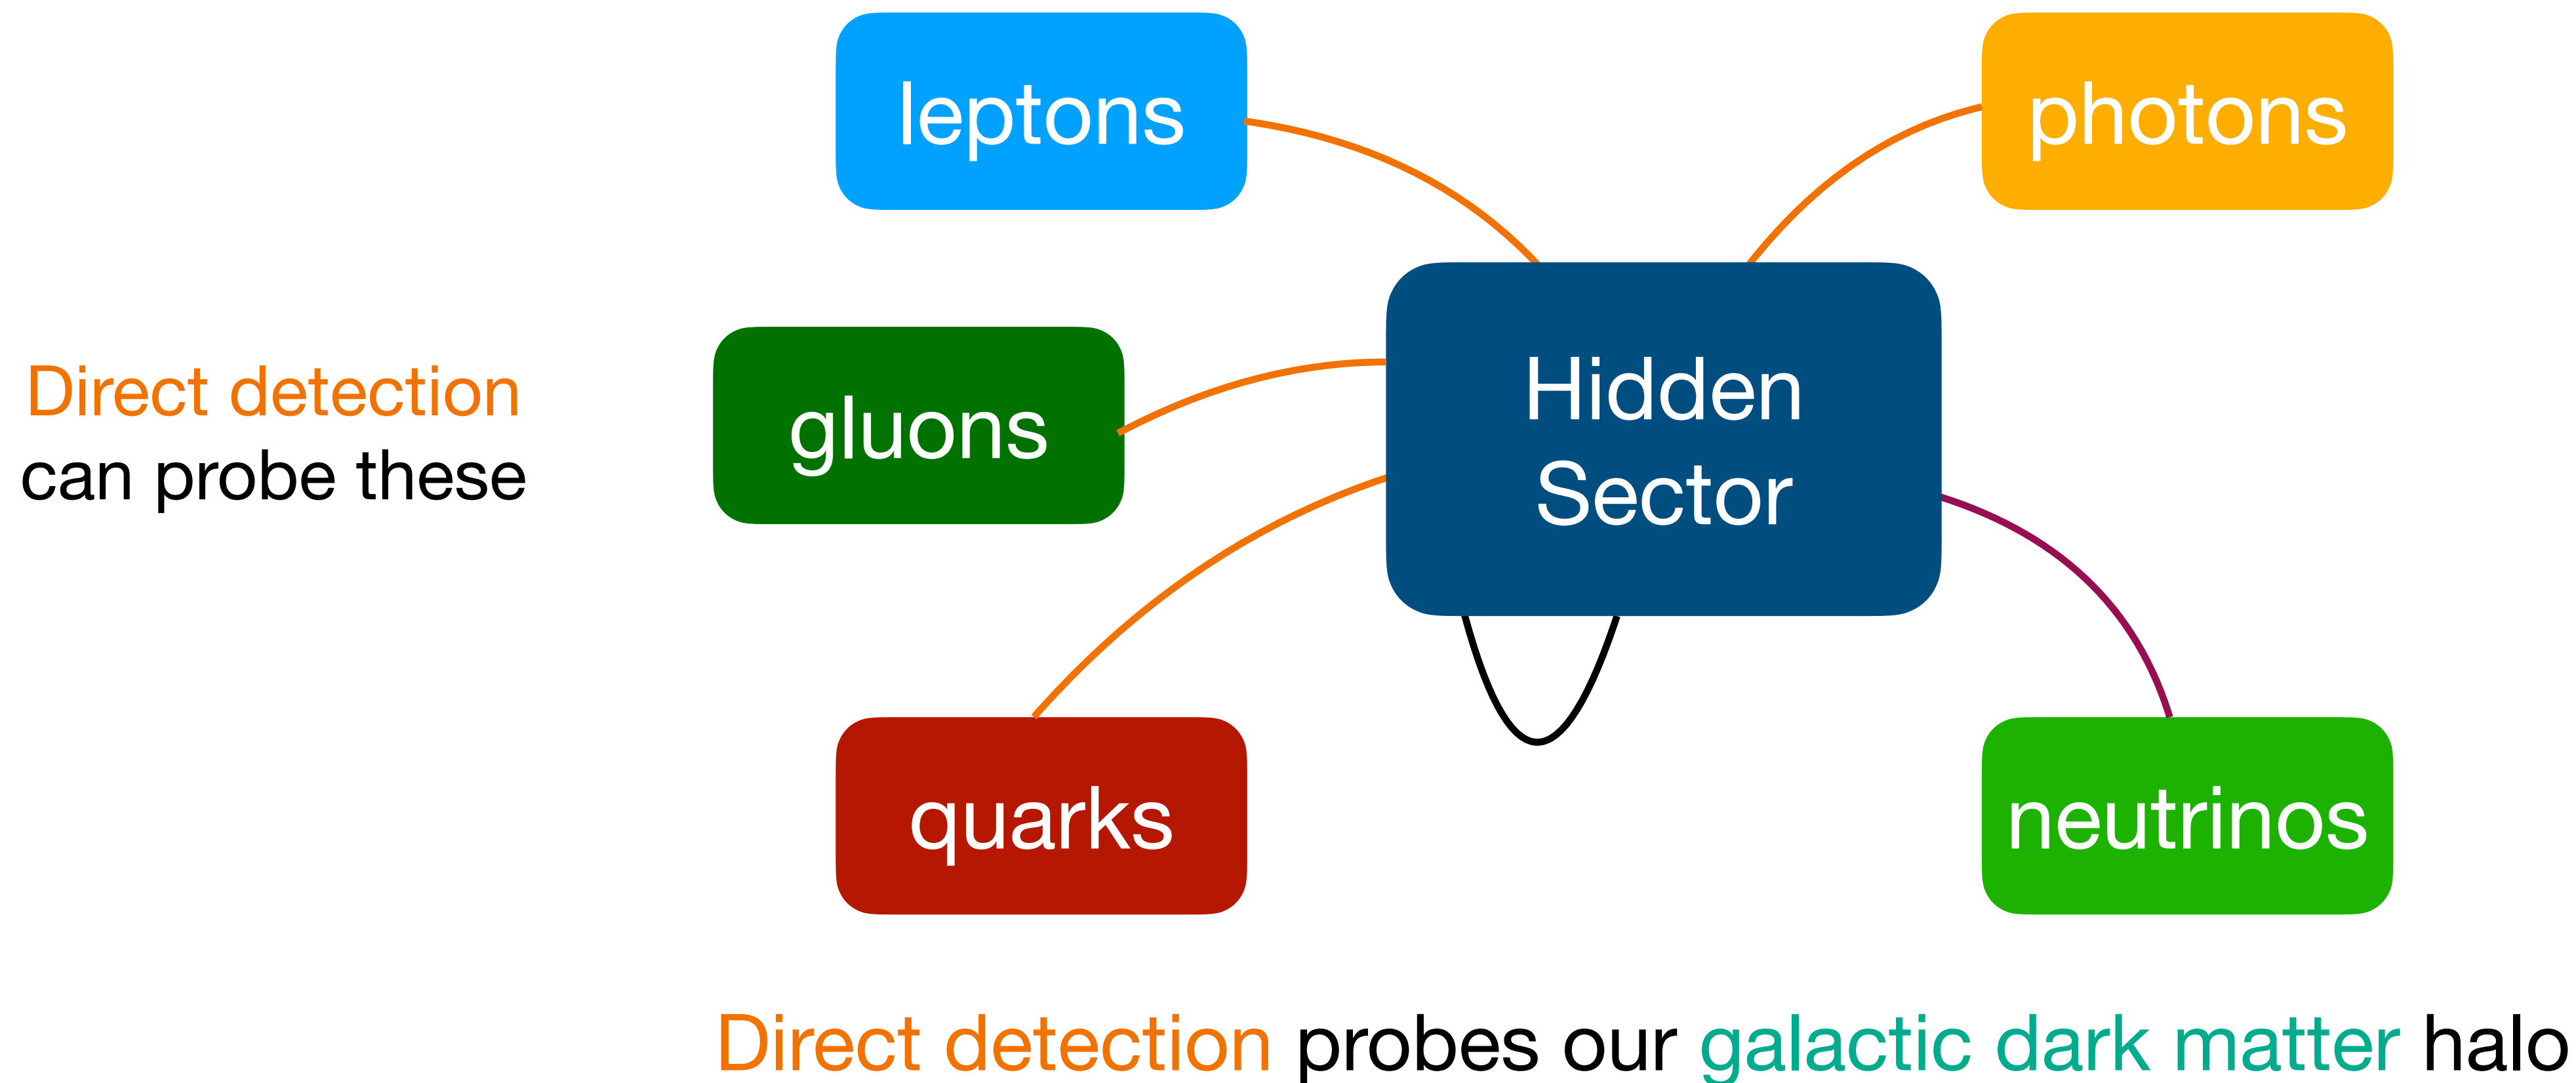 leptons
photons
Direct detection
can probe these
gluons
Hidden
Sector
quarks
neutrinos
Direct detection probes our galactic dark matter halo